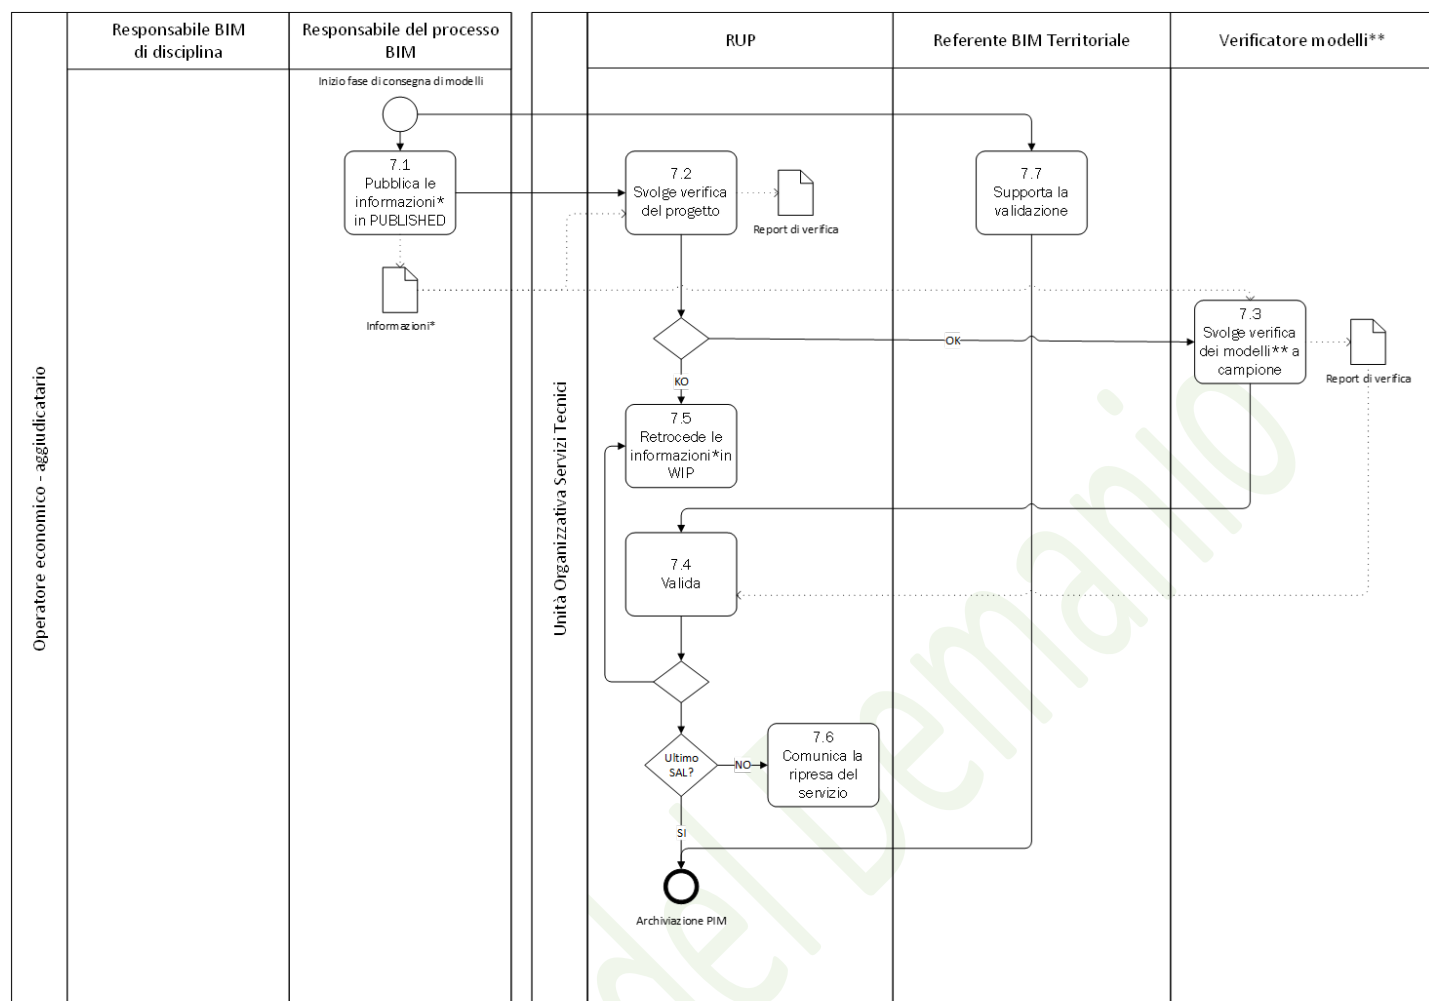 Responsabile BIM
di disciplina
Responsabile del processo
BIM
RUP
Referente BIM Territoriale
Verificatore modelli**
Operatore economico - aggiudicatario
Unità Organizzativa Servizi Tecnici
Inizio fase di consegna di modelli
7.1
Pubblica le
informazioni*
in PUBLISHED
Informazioni*
7.2
Svolge verifica
del progetto
Report di verifica
7.7
Supporta la
validazione
OK
7.3
Svolge verifica
dei modelli** a
campione
Report di verifica
KO
7.5
Retrocede le
informazioni*in
WIP
7.4
Valida
Ultimo
SAL?
NO
7.6
Comunica la
ripresa del
servizio
SI
Archiviazione PIM
del Demanio